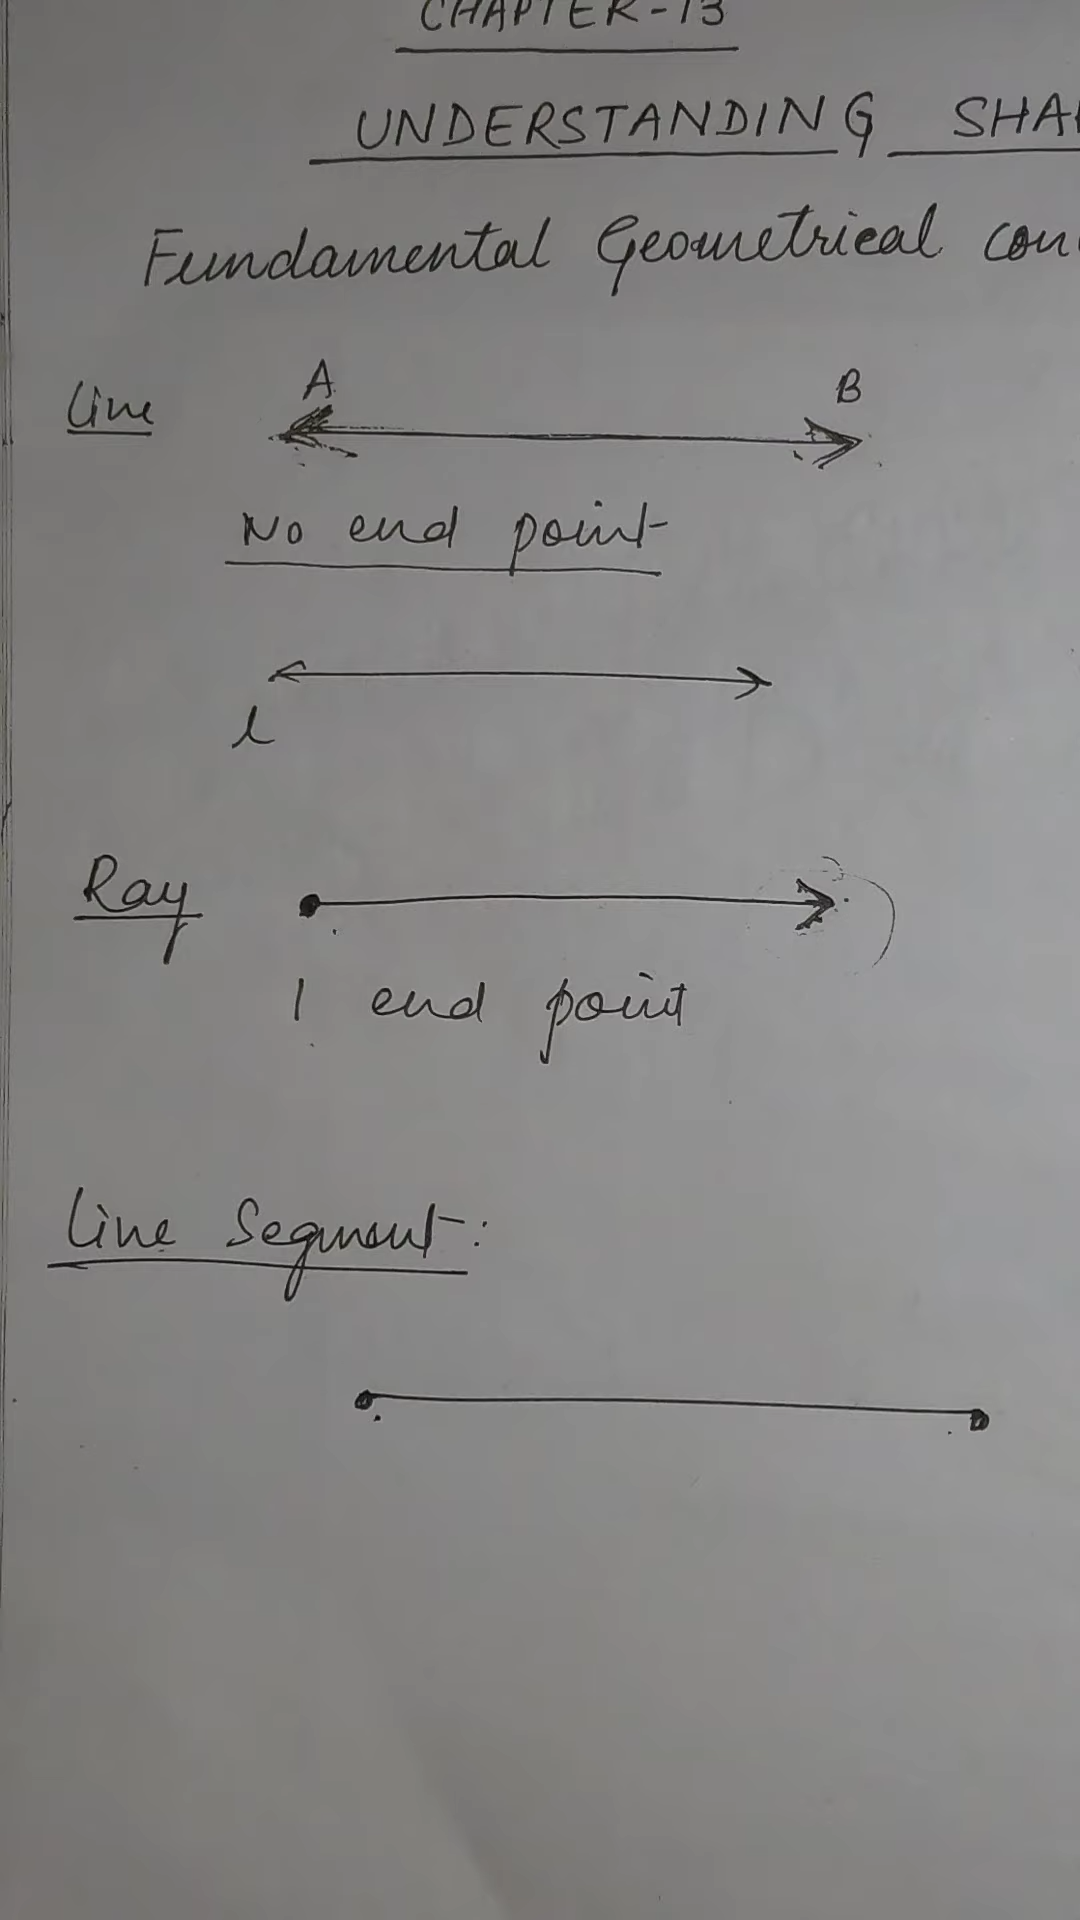 CHAPTER-13
UNDERSTANDING
Fundamental Geometrical
Line
A B
No end point
l
Ray
1 end point
Line Segment: